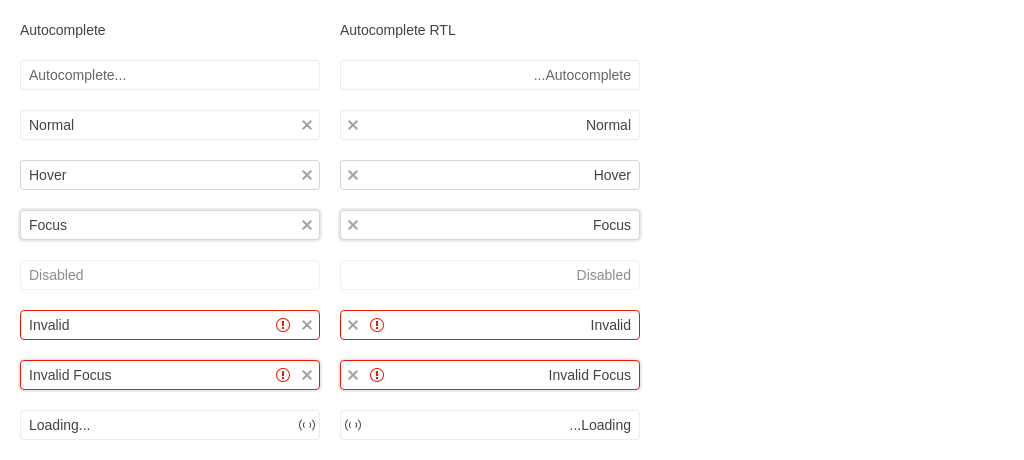 Autocomplete
Autocomplete RTL
Autocomplete...
...Autocomplete
Normal
Normal
Hover
Hover
Focus
Focus
Disabled
Disabled
Invalid
Invalid
Invalid Focus
Invalid Focus
Loading...
...Loading